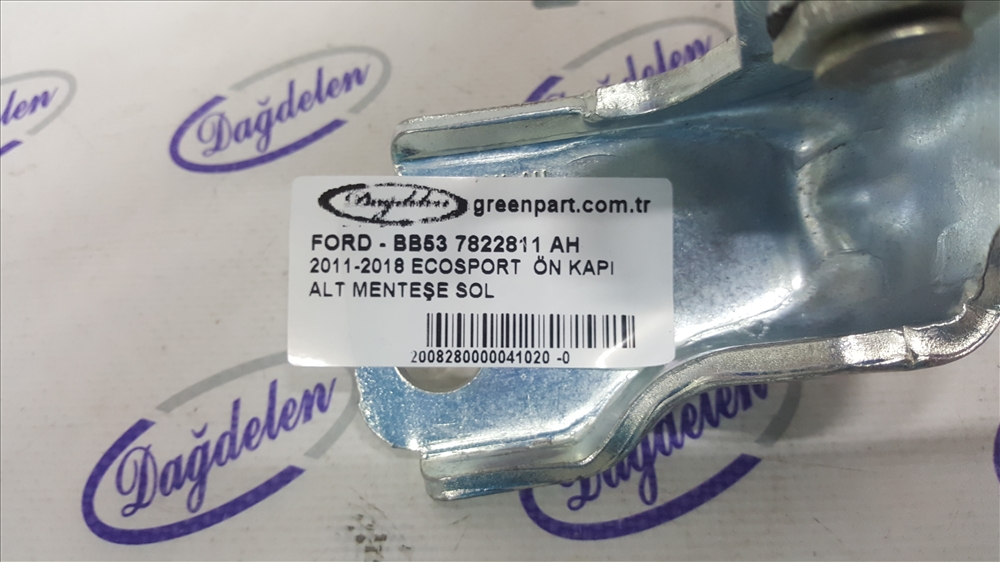 Dağdelen
Dağdelen
greenpart.com.tr
FORD - BB53 7822811 AH
2011-2018 ECOSPORT ÖN KAPI
ALT MENTEŞE SOL
2008280000041020 -0
Dağdelen
Dağdelen